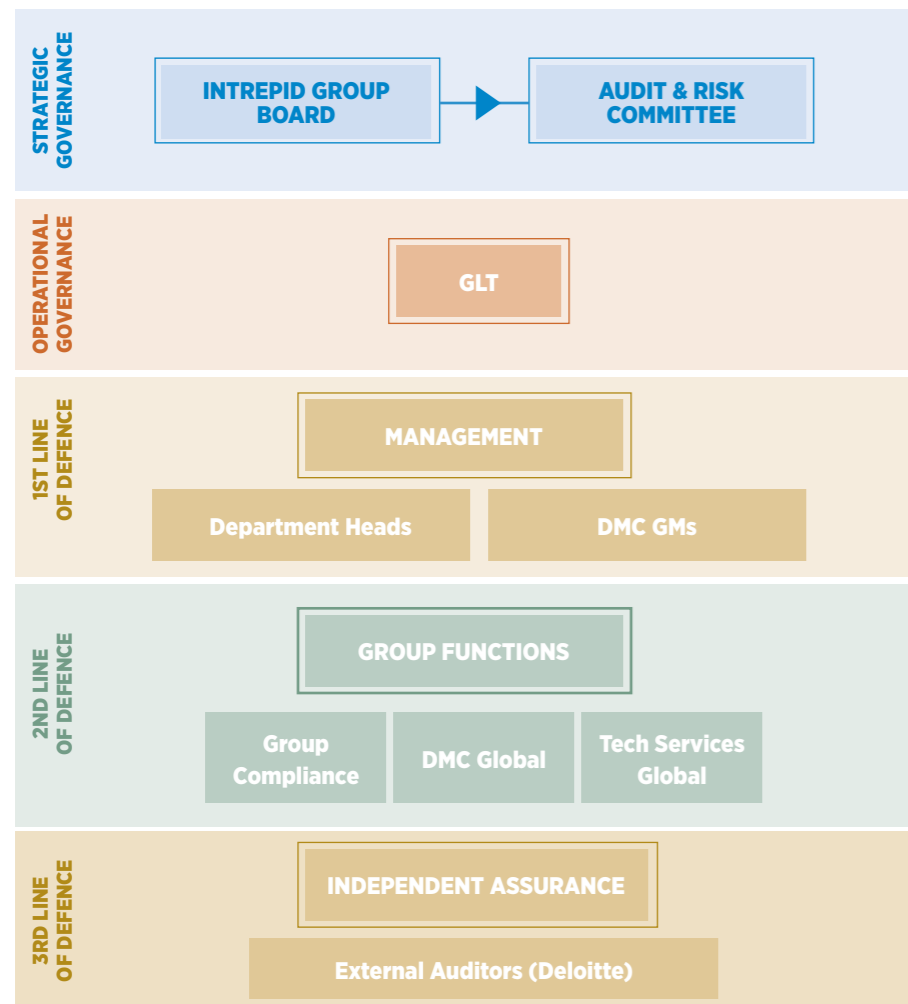 STRATEGIC
GOVERNANCE
INTREPID GROUP
BOARD
AUDIT & RISK
COMMITTEE
OPERATIONAL
GOVERNANCE
GLT
1ST LINE
OF DEFENCE
MANAGEMENT
Department Heads
DMC GMs
2ND LINE
OF DEFENCE
GROUP FUNCTIONS
Group
Compliance
DMC Global
Tech Services
Global
3RD LINE
OF DEFENCE
INDEPENDENT ASSURANCE
External Auditors (Deloitte)